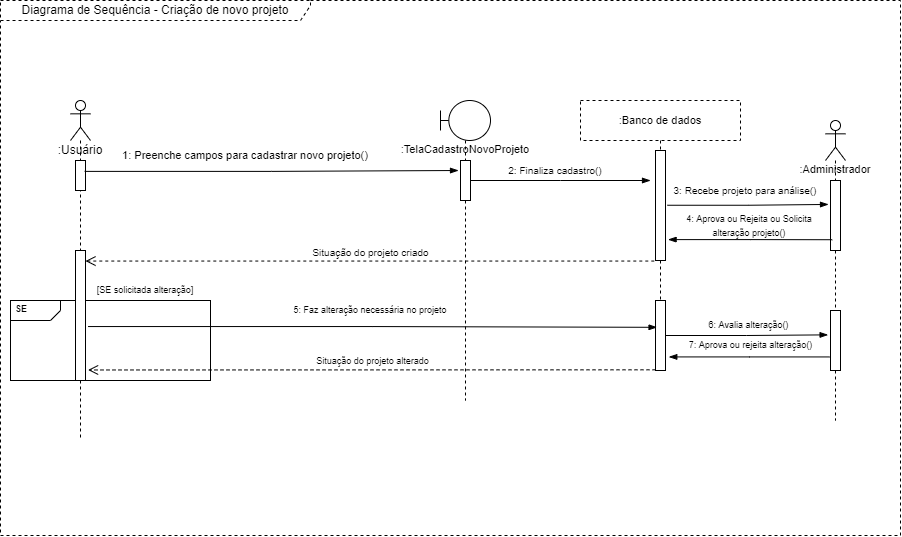 Diagrama de Sequência - Criação de novo projeto
:Usuário
:TelaCadastroNovoProjeto
:Banco de dados
:Administrador
1: Preenche campos para cadastrar novo projeto()
2: Finaliza cadastro()
3: Recebe projeto para análise()
4: Aprova ou Rejeita ou Solicita
alteração projeto()
Situação do projeto criado
[SE solicitada alteração]
SE
5: Faz alteração necessária no projeto
6: Avalia alteração()
7: Aprova ou rejeita alteração()
Situação do projeto alterado